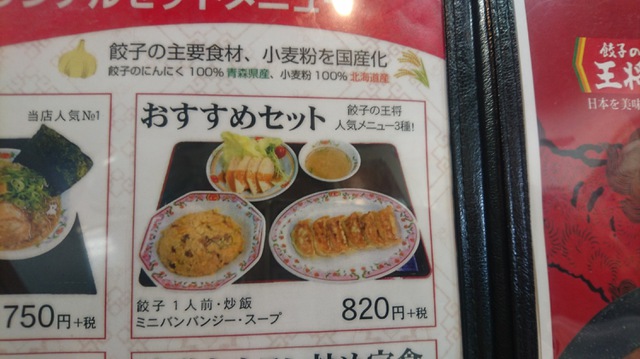 餃子の主要食材、小麦粉を国産化
餃子のにんにく100%青森県産、小麦粉100%北海道産
当店人気№1
おすすめセット
餃子の王将
人気メニュー3種!
750円+税
餃子1人前・炒飯
ミニバンバンジー・スープ
820円+税
餃子の
王将
日本を美味